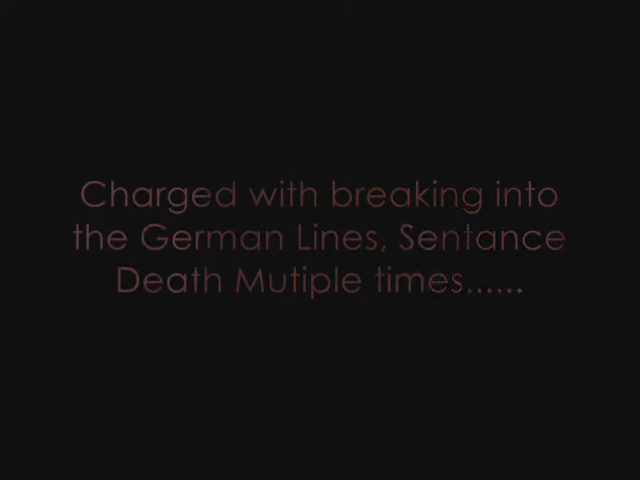 Charged with breaking into
the German Lines, Sentance
Death Mutiple times......